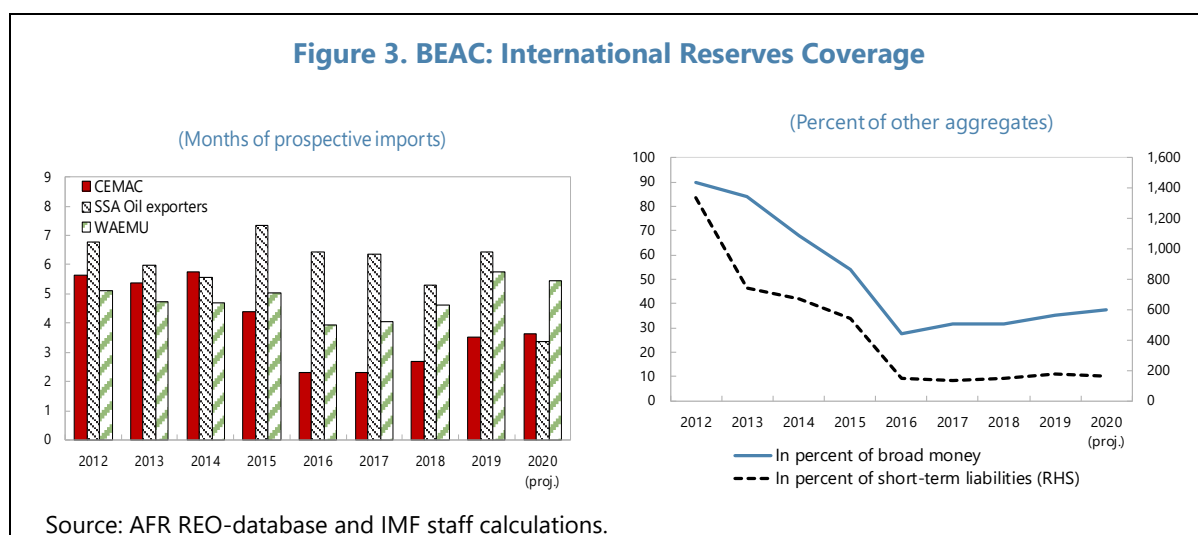 Figure 3. BEAC: International Reserves Coverage
(Months of prospective imports)
9
8
7
6
5
4
3
2
1
0
CEMAC
SSA Oil exporters
WAEMU
2012 2013 2014 2015 2016 2017 2018 2019 2020
(proj.)
(Percent of other aggregates)
100
90
80
70
60
50
40
30
20
10
0
1,600
1,400
1,200
1,000
800
600
400
200
0
2012 2013 2014 2015 2016 2017 2018 2019 2020
(proj.)
In percent of broad money
In percent of short-term liabilities (RHS)
Source: AFR REO-database and IMF staff calculations.